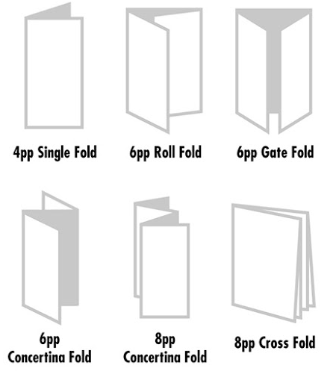 4pp Single Fold
6pp Roll Fold
6pp Gate Fold
6pp
Concertina Fold
8pp
Concertina Fold
8pp Cross Fold